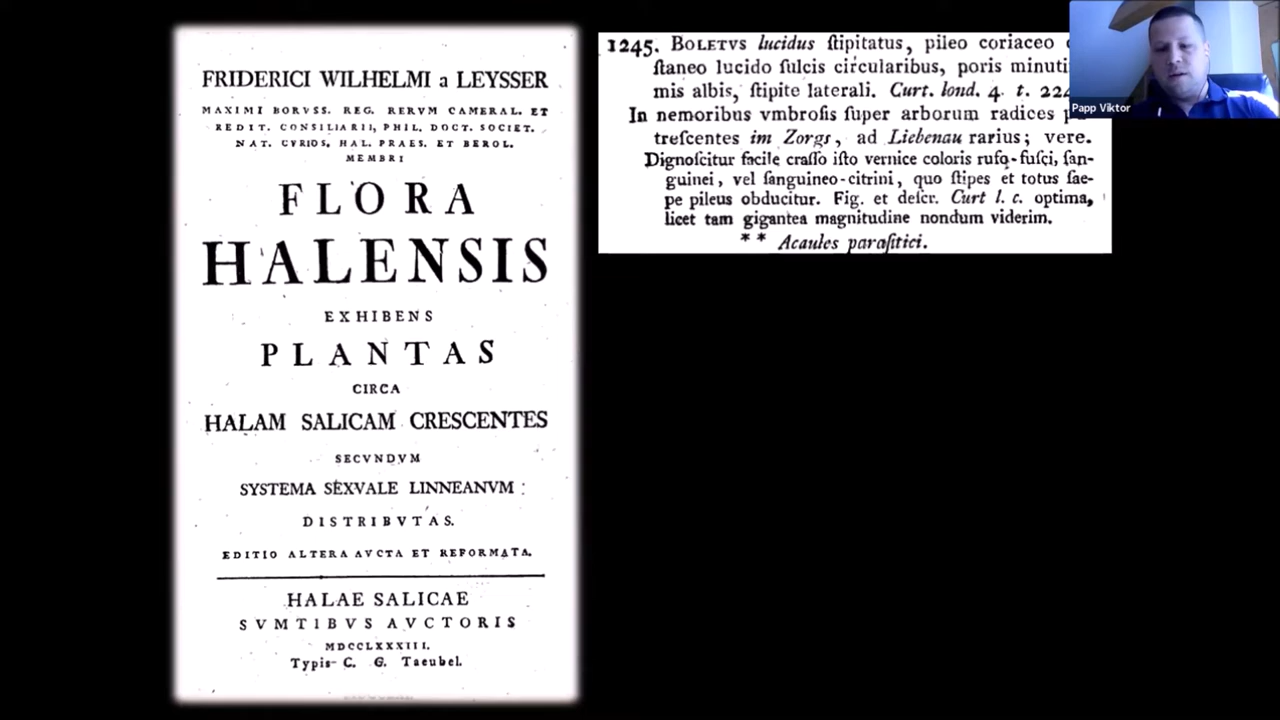 FRIDERICI WILHELMI a LEYSSER
MAXIMI BORVSS. REG. RERVM CAMERAL. ET
REDIT. CONSILIARII, PHIL. DOCT. SOCIET.
NAT. CVRIOS. HAL. PRAES. ET BEROL.
MEMBRI
FLORA
HALENSIS
EXHIBENS
PLANTAS
CIRCA
HALAM SALICAM CRESCENTES
SECVNDVM
SYSTEMA SEXVALE LINNEANVM
DISTRIBVTAS.
EDITIO ALTERA AVCTA ET REFORMATA.
HALAE SALICAE
SVMTIBVS AVCTORIS
MDCCLXXXIII.
Typis C. G. Taeubel.
1245. BOLETVS lucidus ſtipitatus, pileo coriaceo
ſtaneo lucido ſulcis circularibus, poris minuti
mis albis, ſtipite laterali. Curt. lond. 4. t. 224
In nemoribus vmbroſis ſuper arborum radices
treſcentes im Zorgs, ad Liebenau rarius; vere.
Dignoſcitur facile craſſo iſto vernice coloris rufo-fuſci, ſan-
guinei, vel ſanguineo-citrini, quo ſtipes et totus ſae-
pe pileus obducitur. Fig. et deſcr. Curt l. c. optima,
licet tam gigantea magnitudine nondum viderim.
* * Acaules paraſitici.
Papp Viktor